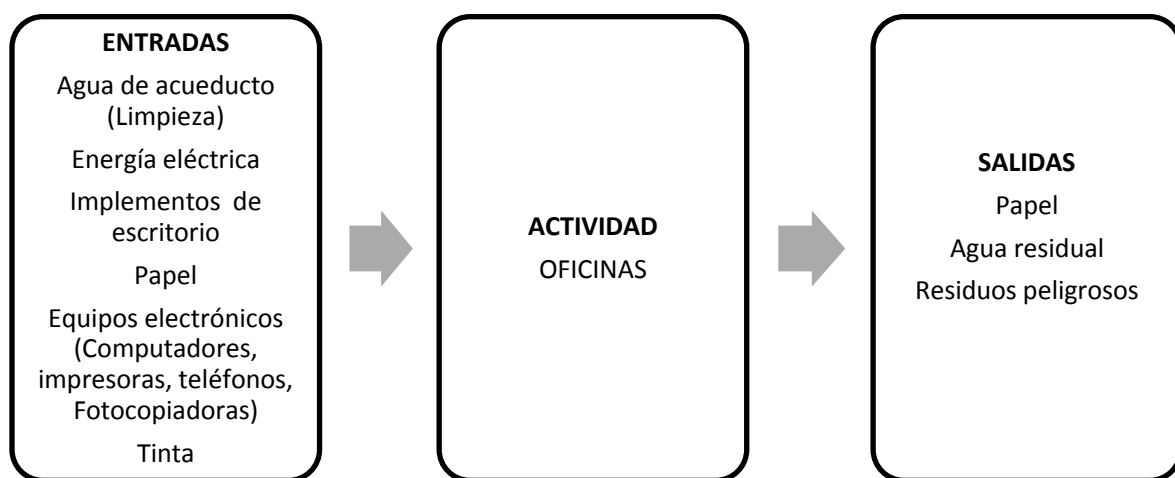 ENTRADAS
Agua de acueducto
(Limpieza)
Energía eléctrica
Implementos de
escritorio
Papel
Equipos electrónicos
(Computadores,
impresoras, teléfonos,
Fotocopiadoras)
Tinta
ACTIVIDAD
OFICINAS
SALIDAS
Papel
Agua residual
Residuos peligrosos